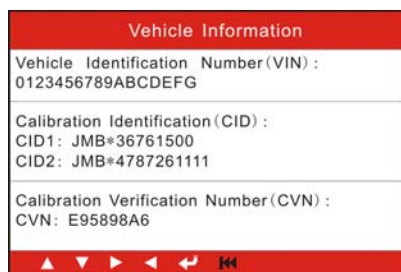 Vehicle Information
Vehicle Identification Number(VIN):
0123456789ABCDEFG
Calibration Identification(CID):
CID1: JMB*36761500
CID2: JMB*4787261111
Calibration Verification Number(CVN):
CVN: E95898A6